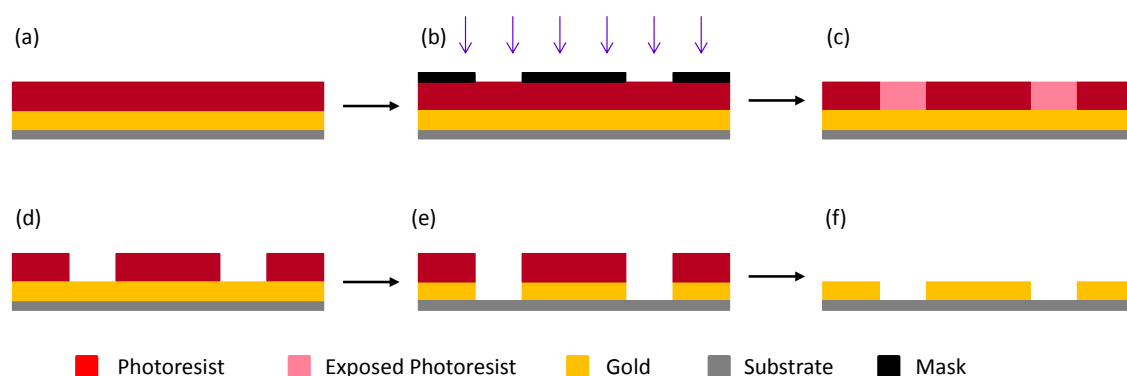 (a)
(b)
(c)
(d)
(e)
(f)
Photoresist
Exposed Photoresist
Gold
Substrate
Mask